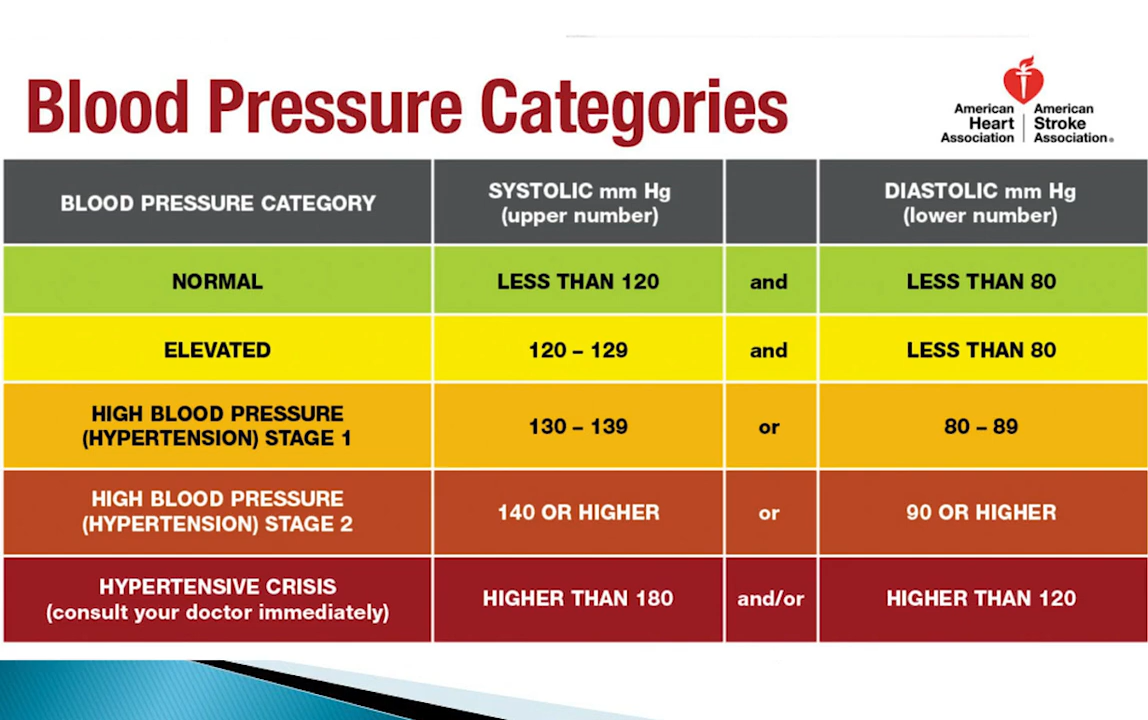 Blood Pressure Categories
American Heart Association
American Stroke Association®
BLOOD PRESSURE CATEGORY
SYSTOLIC mm Hg
(upper number)
DIASTOLIC mm Hg
(lower number)
NORMAL
LESS THAN 120
and
LESS THAN 80
ELEVATED
120 – 129
and
LESS THAN 80
HIGH BLOOD PRESSURE
(HYPERTENSION) STAGE 1
130 – 139
or
80 – 89
HIGH BLOOD PRESSURE
(HYPERTENSION) STAGE 2
140 OR HIGHER
or
90 OR HIGHER
HYPERTENSIVE CRISIS
(consult your doctor immediately)
HIGHER THAN 180
and/or
HIGHER THAN 120